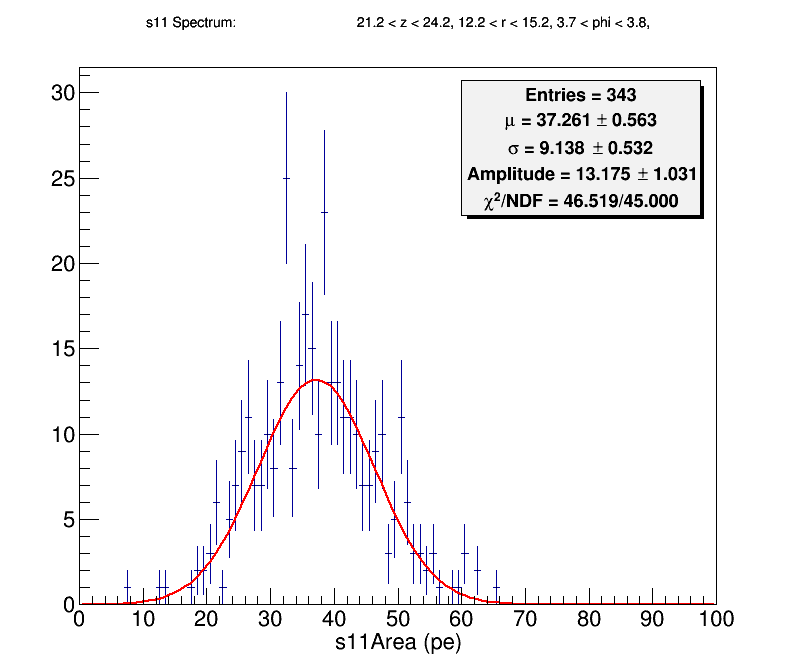 s11 Spectrum: 21.2 < z < 24.2, 12.2 < r < 15.2, 3.7 < phi < 3.8,
Entries = 343
μ = 37.261 ± 0.563
σ = 9.138 ± 0.532
Amplitude = 13.175 ± 1.031
χ²/NDF = 46.519/45.000
30
25
20
15
10
5
0
0 10 20 30 40 50 60 70 80 90 100
s11Area (pe)